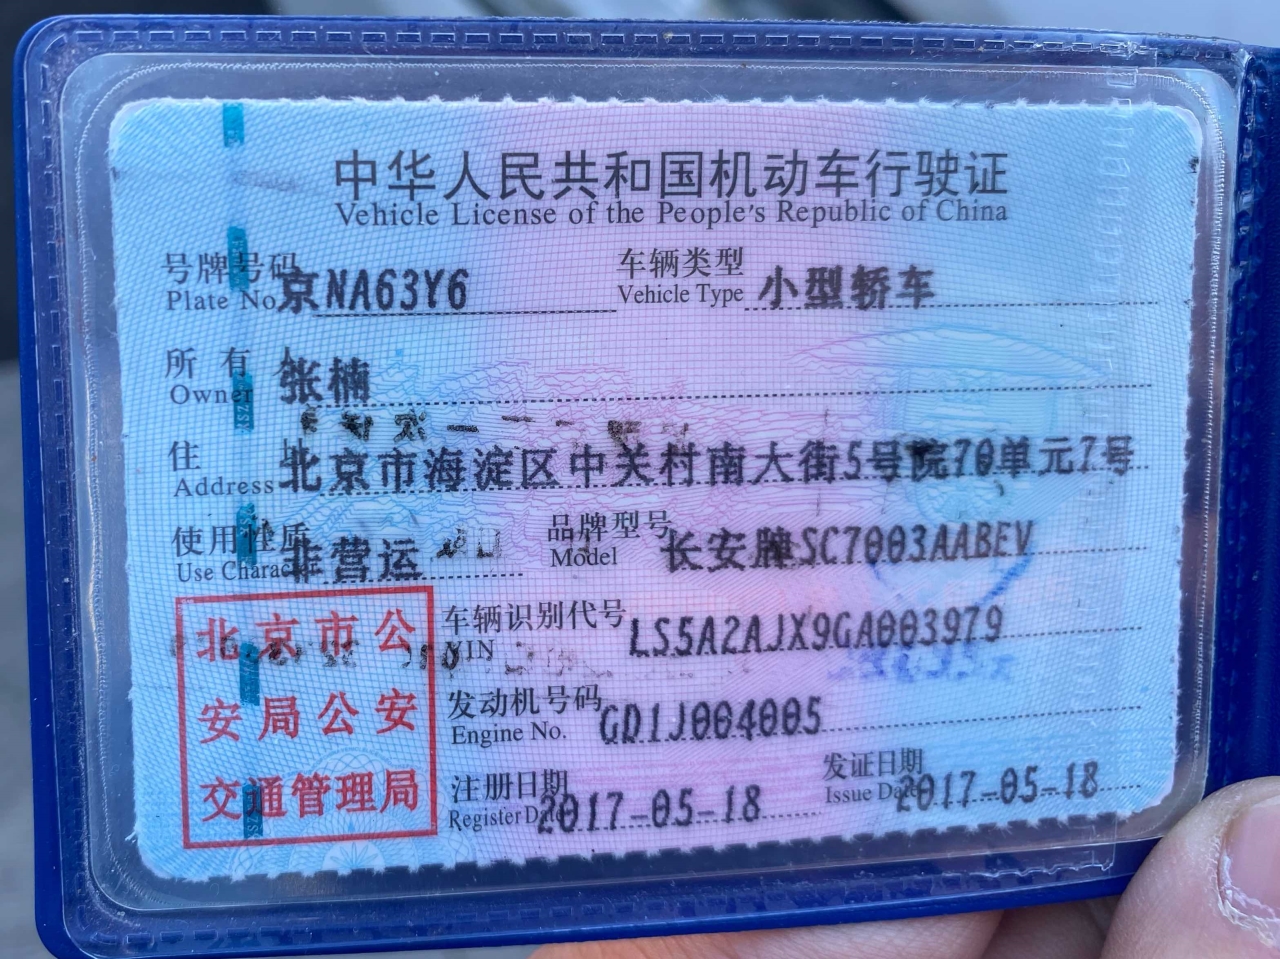 中华人民共和国机动车行驶证
Vehicle License of the People's Republic of China
号牌号码 京NA63Y6 车辆类型 小型轿车
Plate No. Vehicle Type
所有人 张楠
Owner
住 北京市海淀区中关村南大街5号院70单元7号
Address
使用性质 非营运 品牌型号 长安牌SC7003AABEV
Use Character Model
车辆识别代号 LS5A2AJX9GA003979
VIN
发动机号码 GD1J004005
Engine No.
注册日期 2017-05-18 发证日期 2017-05-18
Register Date Issue Date
北京市公
安局公安
交通管理局